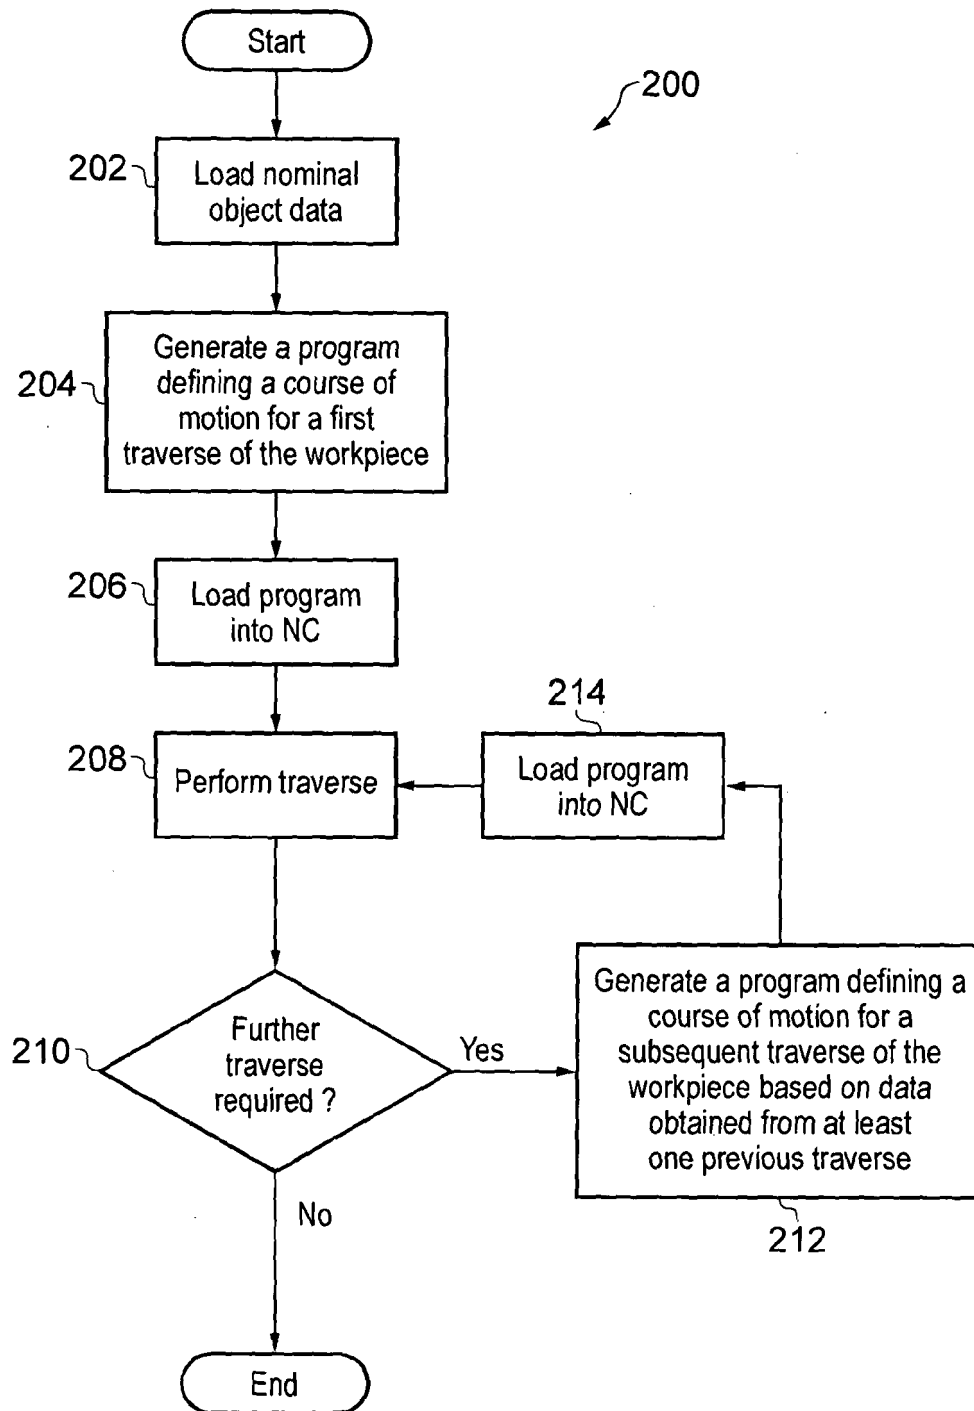 Start
200
202
Load nominal
object data
204
Generate a program
defining a course of
motion for a first
traverse of the workpiece
206
Load program
into NC
208
Perform traverse
214
Load program
into NC
210
Further
traverse
required ?
Yes
Generate a program defining a
course of motion for a
subsequent traverse of the
workpiece based on data
obtained from at least
one previous traverse
212
No
End